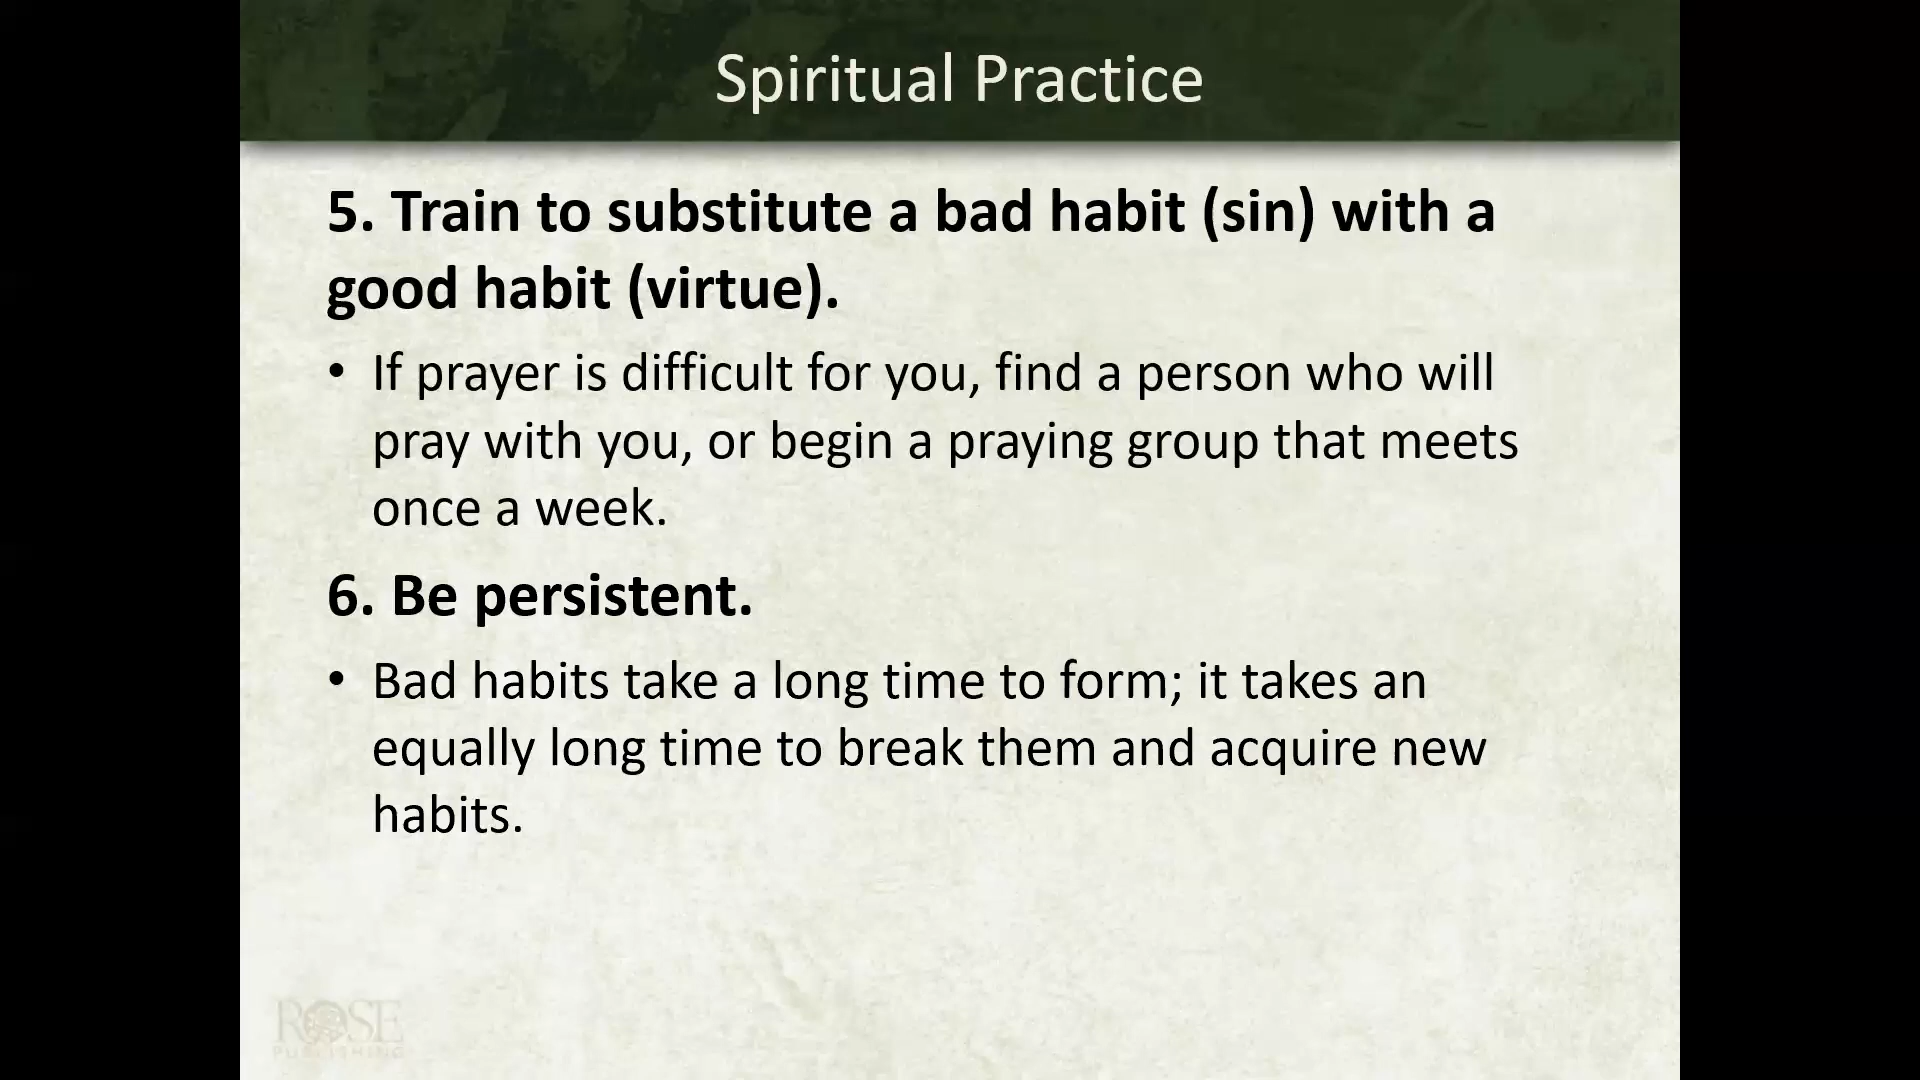 Spiritual Practice
5. Train to substitute a bad habit (sin) with a
good habit (virtue).
• If prayer is difficult for you, find a person who will
pray with you, or begin a praying group that meets
once a week.
6. Be persistent.
• Bad habits take a long time to form; it takes an
equally long time to break them and acquire new
habits.
ROSE
PUBLISHING